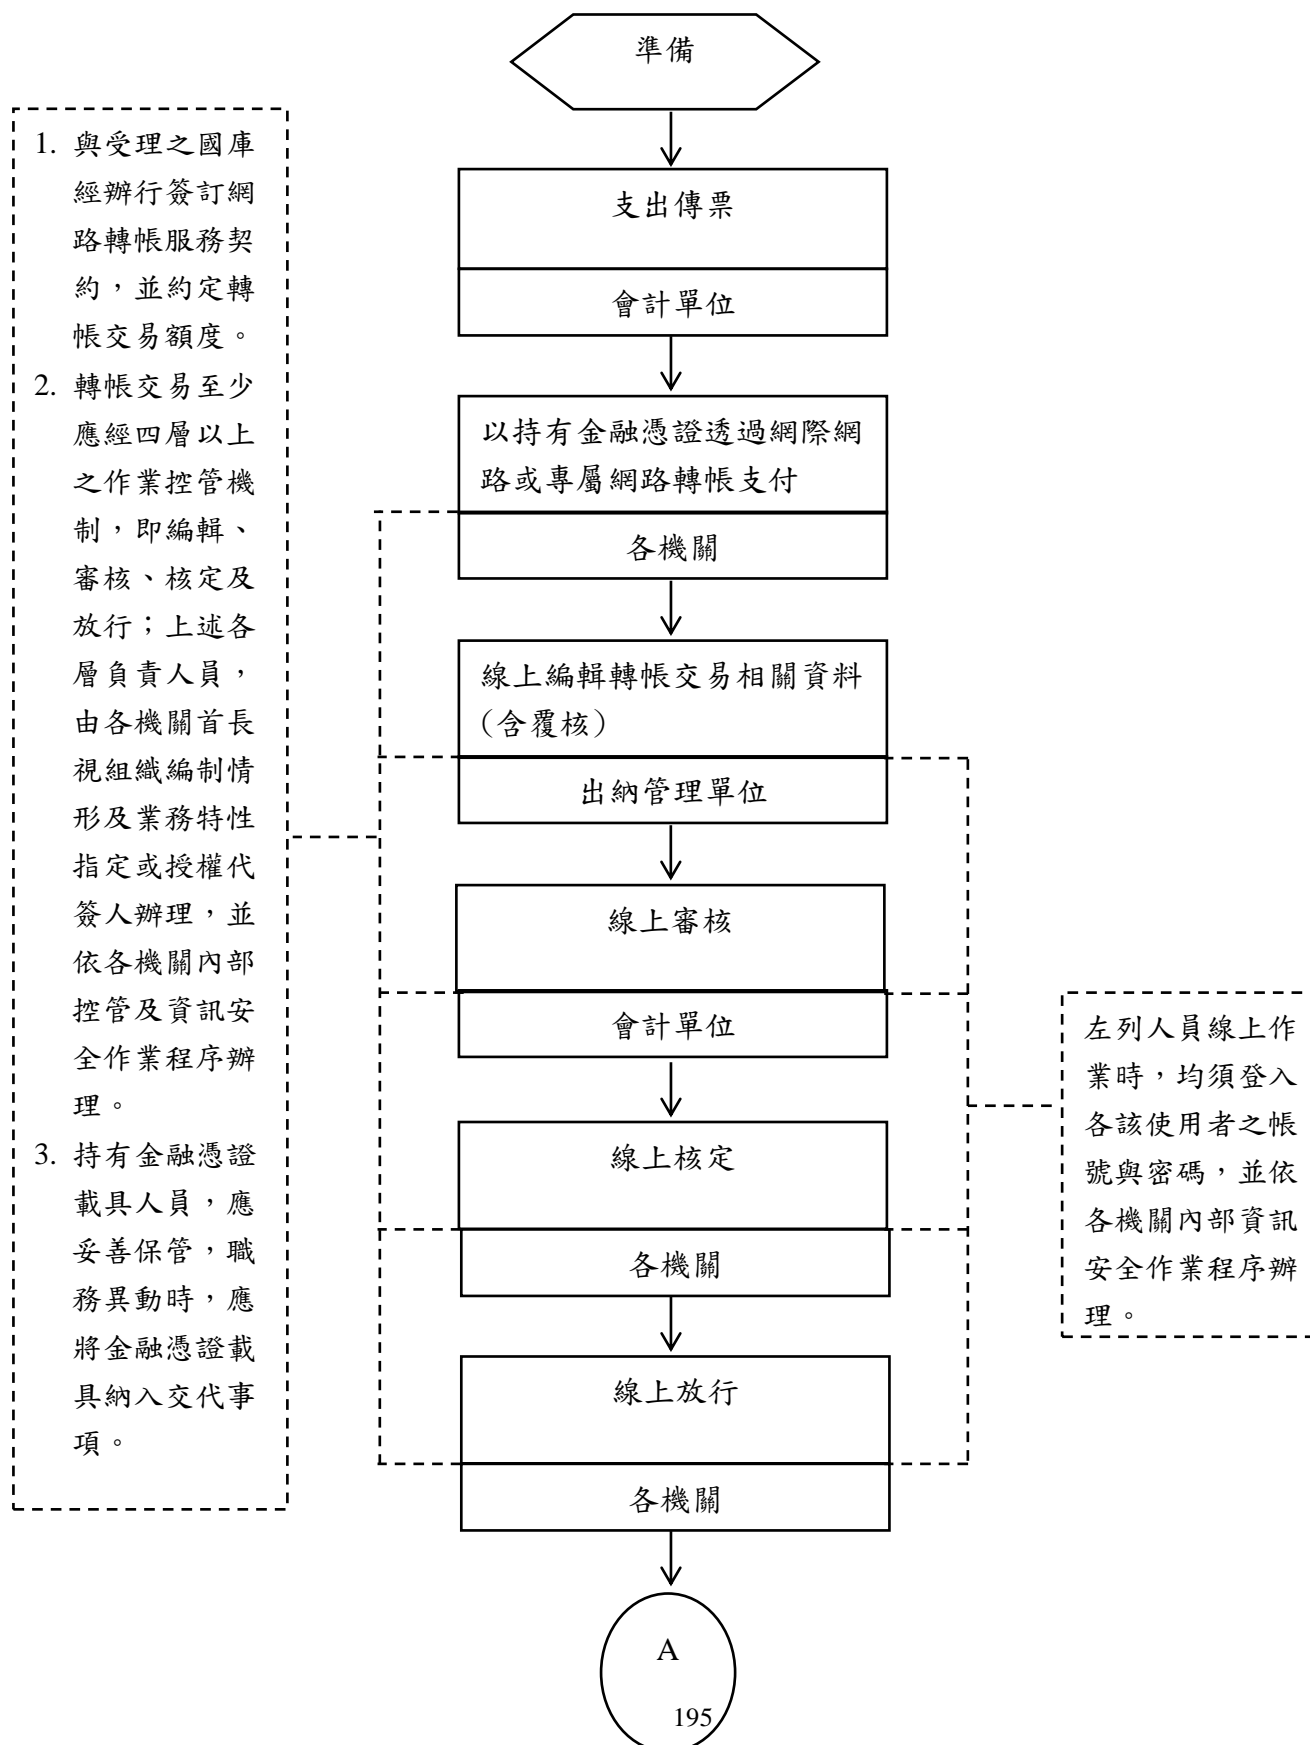 準備
1. 與受理之國庫
經辦行簽訂網
路轉帳服務契
約，並約定轉
帳交易額度。
2. 轉帳交易至少
應經四層以上
之作業控管機
制，即編輯、
審核、核定及
放行；上述各
層負責人員，
由各機關首長
視組織編制情
形及業務特性
指定或授權代
簽人辦理，並
依各機關內部
控管及資訊安
全作業程序辦
理。
3. 持有金融憑證
載具人員，應
妥善保管，職
務異動時，應
將金融憑證載
具納入交代事
項。
支出傳票
會計單位
以持有金融憑證透過網際網
路或專屬網路轉帳支付
各機關
線上編輯轉帳交易相關資料
（含覆核）
出納管理單位
線上審核
會計單位
線上核定
各機關
線上放行
各機關
左列人員線上作
業時，均須登入
各該使用者之帳
號與密碼，並依
各機關內部資訊
安全作業程序辦
理。
A
195